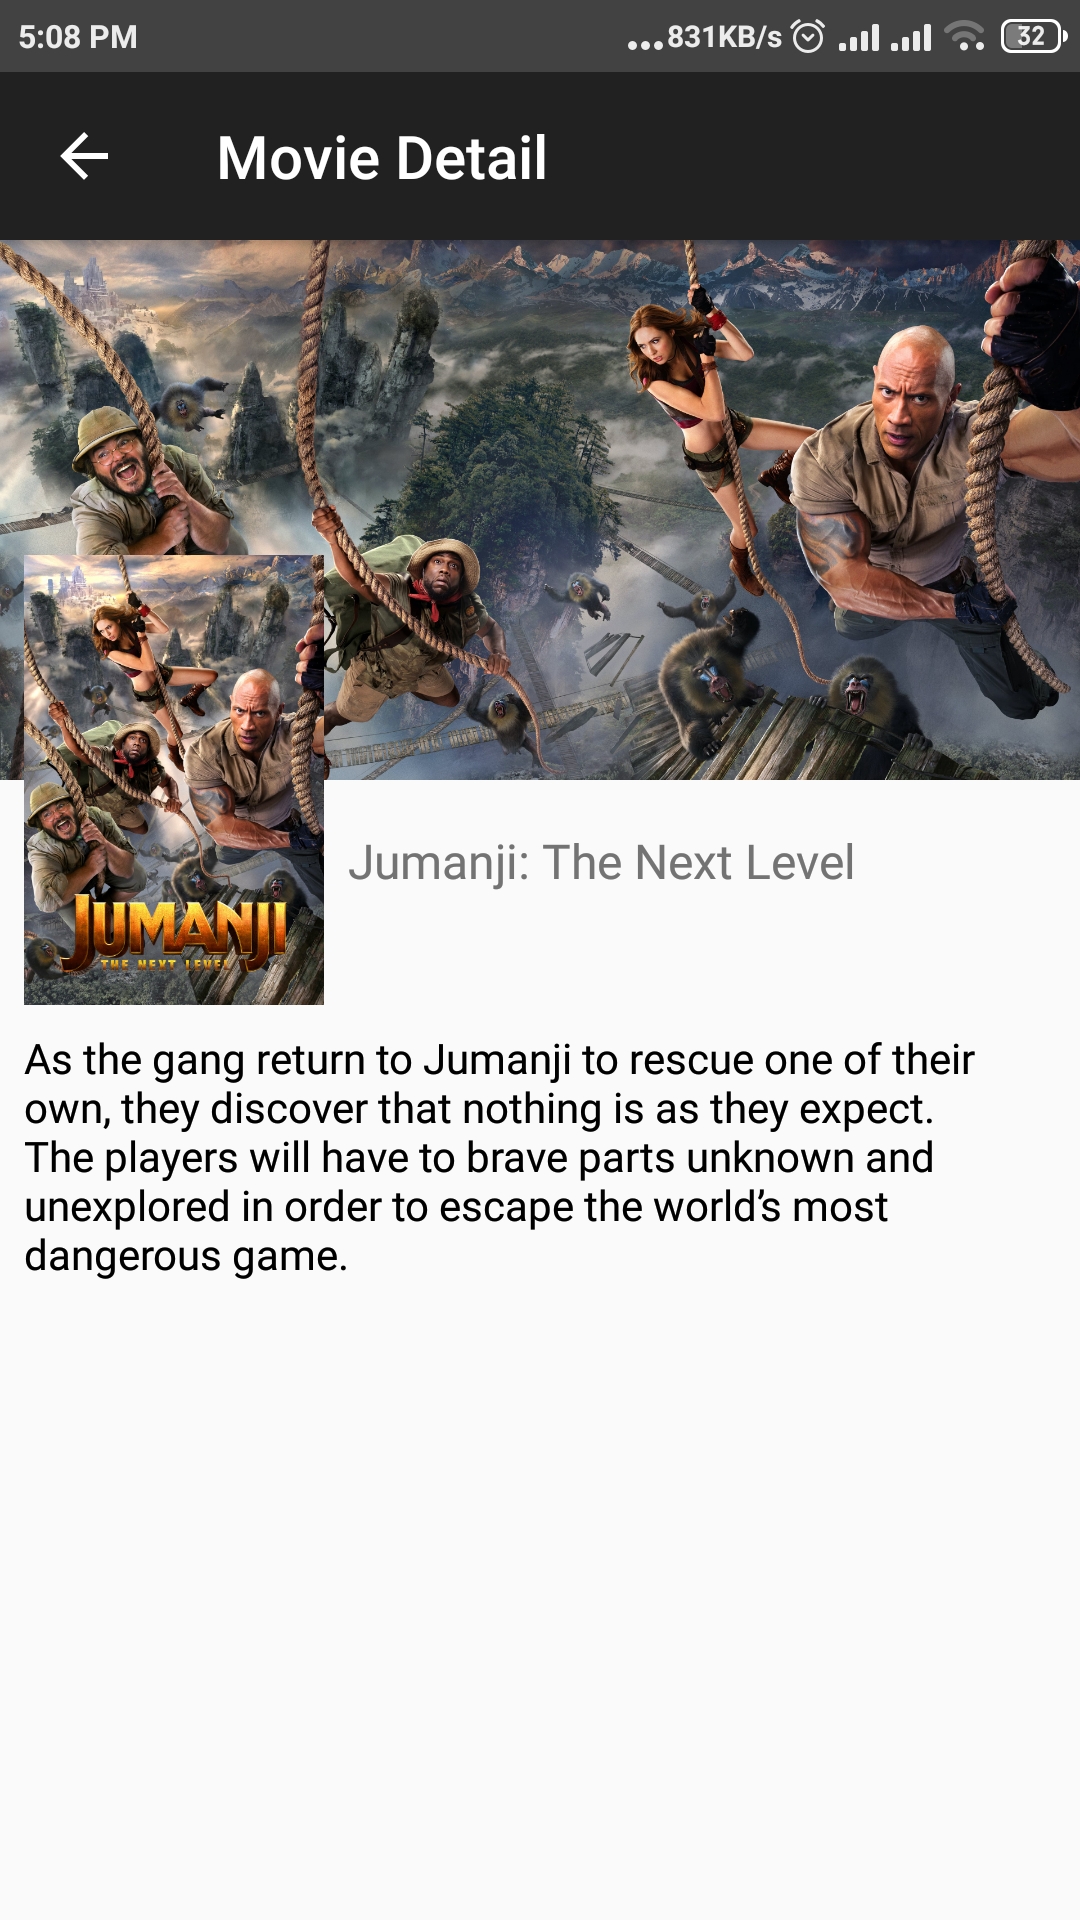 5:08 PM
...831KB/s
32
Movie Detail
JUMANJI
THE NEXT LEVEL
Jumanji: The Next Level
As the gang return to Jumanji to rescue one of their
own, they discover that nothing is as they expect.
The players will have to brave parts unknown and
unexplored in order to escape the world’s most
dangerous game.